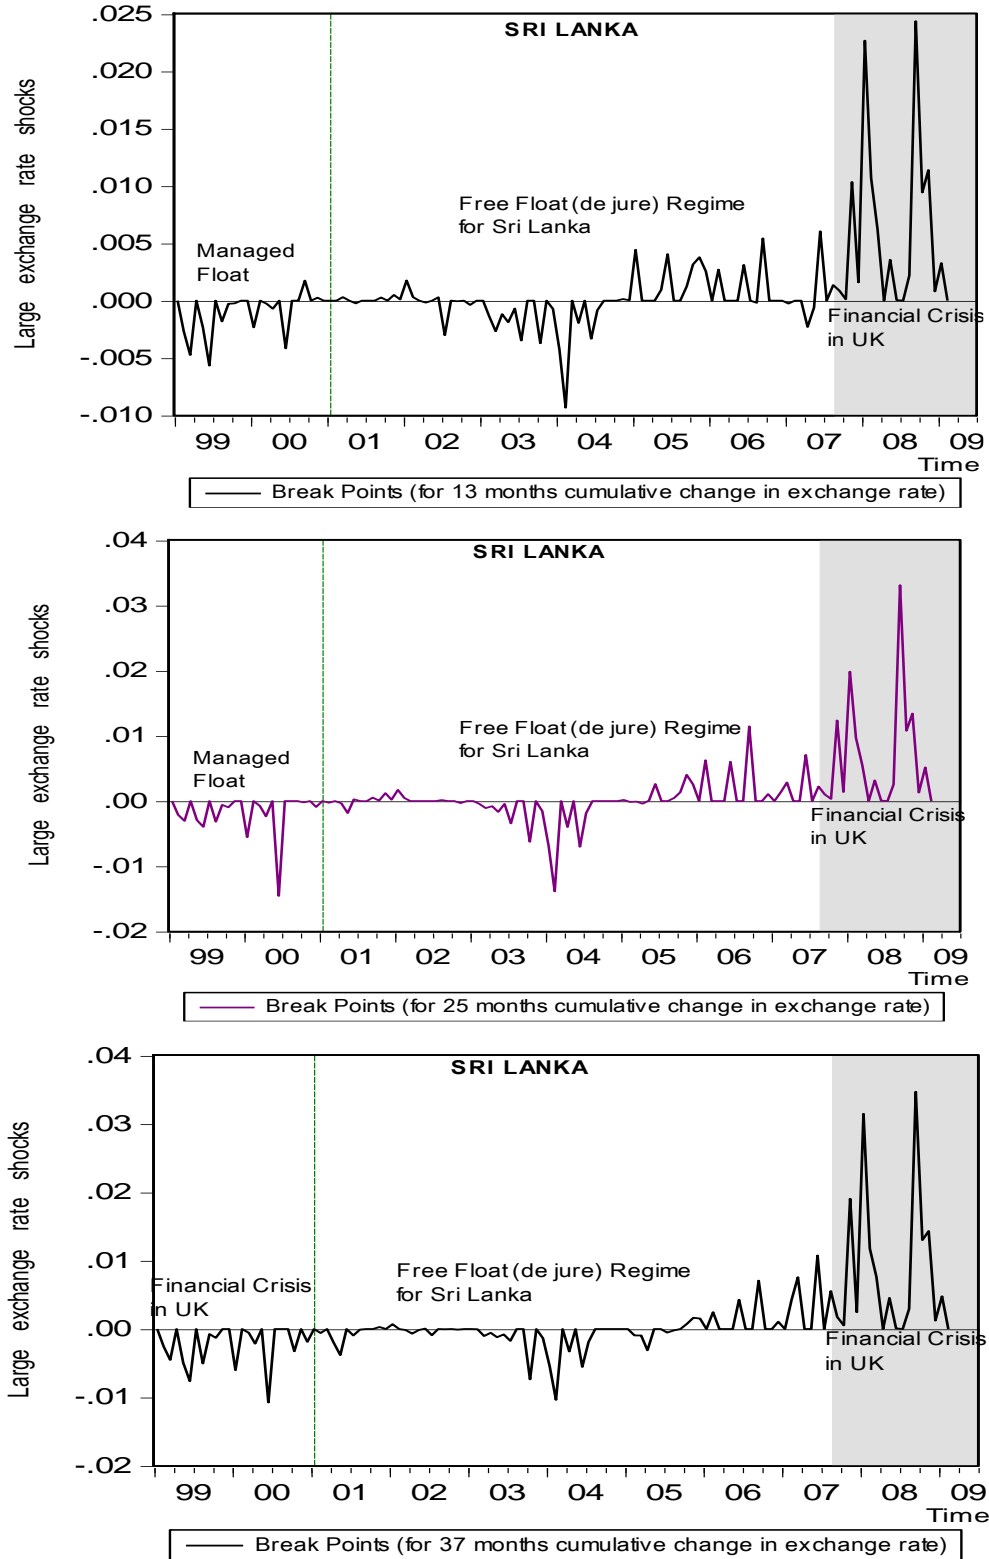 SRI LANKA
Large exchange rate shocks
.025
.020
.015
.010
.005
.000
-.005
-.010
Managed
Float
Free Float (de jure) Regime
for Sri Lanka
Financial Crisis
in UK
99 00 01 02 03 04 05 06 07 08 09
Time
Break Points (for 13 months cumulative change in exchange rate)
SRI LANKA
Large exchange rate shocks
.04
.03
.02
.01
.00
-.01
-.02
Managed
Float
Free Float (de jure) Regime
for Sri Lanka
Financial Crisis
in UK
99 00 01 02 03 04 05 06 07 08 09
Time
Break Points (for 25 months cumulative change in exchange rate)
SRI LANKA
Large exchange rate shocks
.04
.03
.02
.01
.00
-.01
-.02
Financial Crisis
in UK
Free Float (de jure) Regime
for Sri Lanka
Financial Crisis
in UK
99 00 01 02 03 04 05 06 07 08 09
Time
Break Points (for 37 months cumulative change in exchange rate)